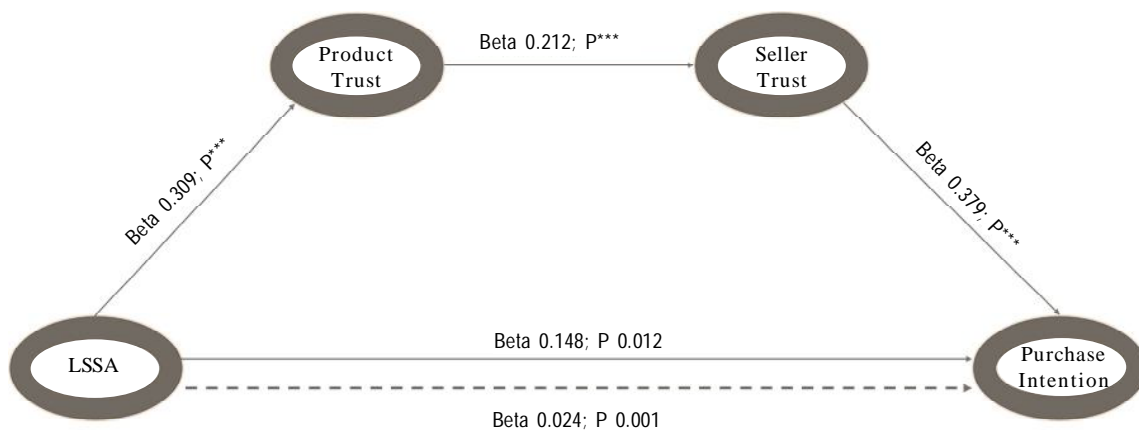 Product
Trust
Beta 0.212; P***
Seller
Trust
Beta 0.309; P***
Beta 0.379; P***
LSSA
Beta 0.148; P 0.012
Purchase
Intention
Beta 0.024; P 0.001